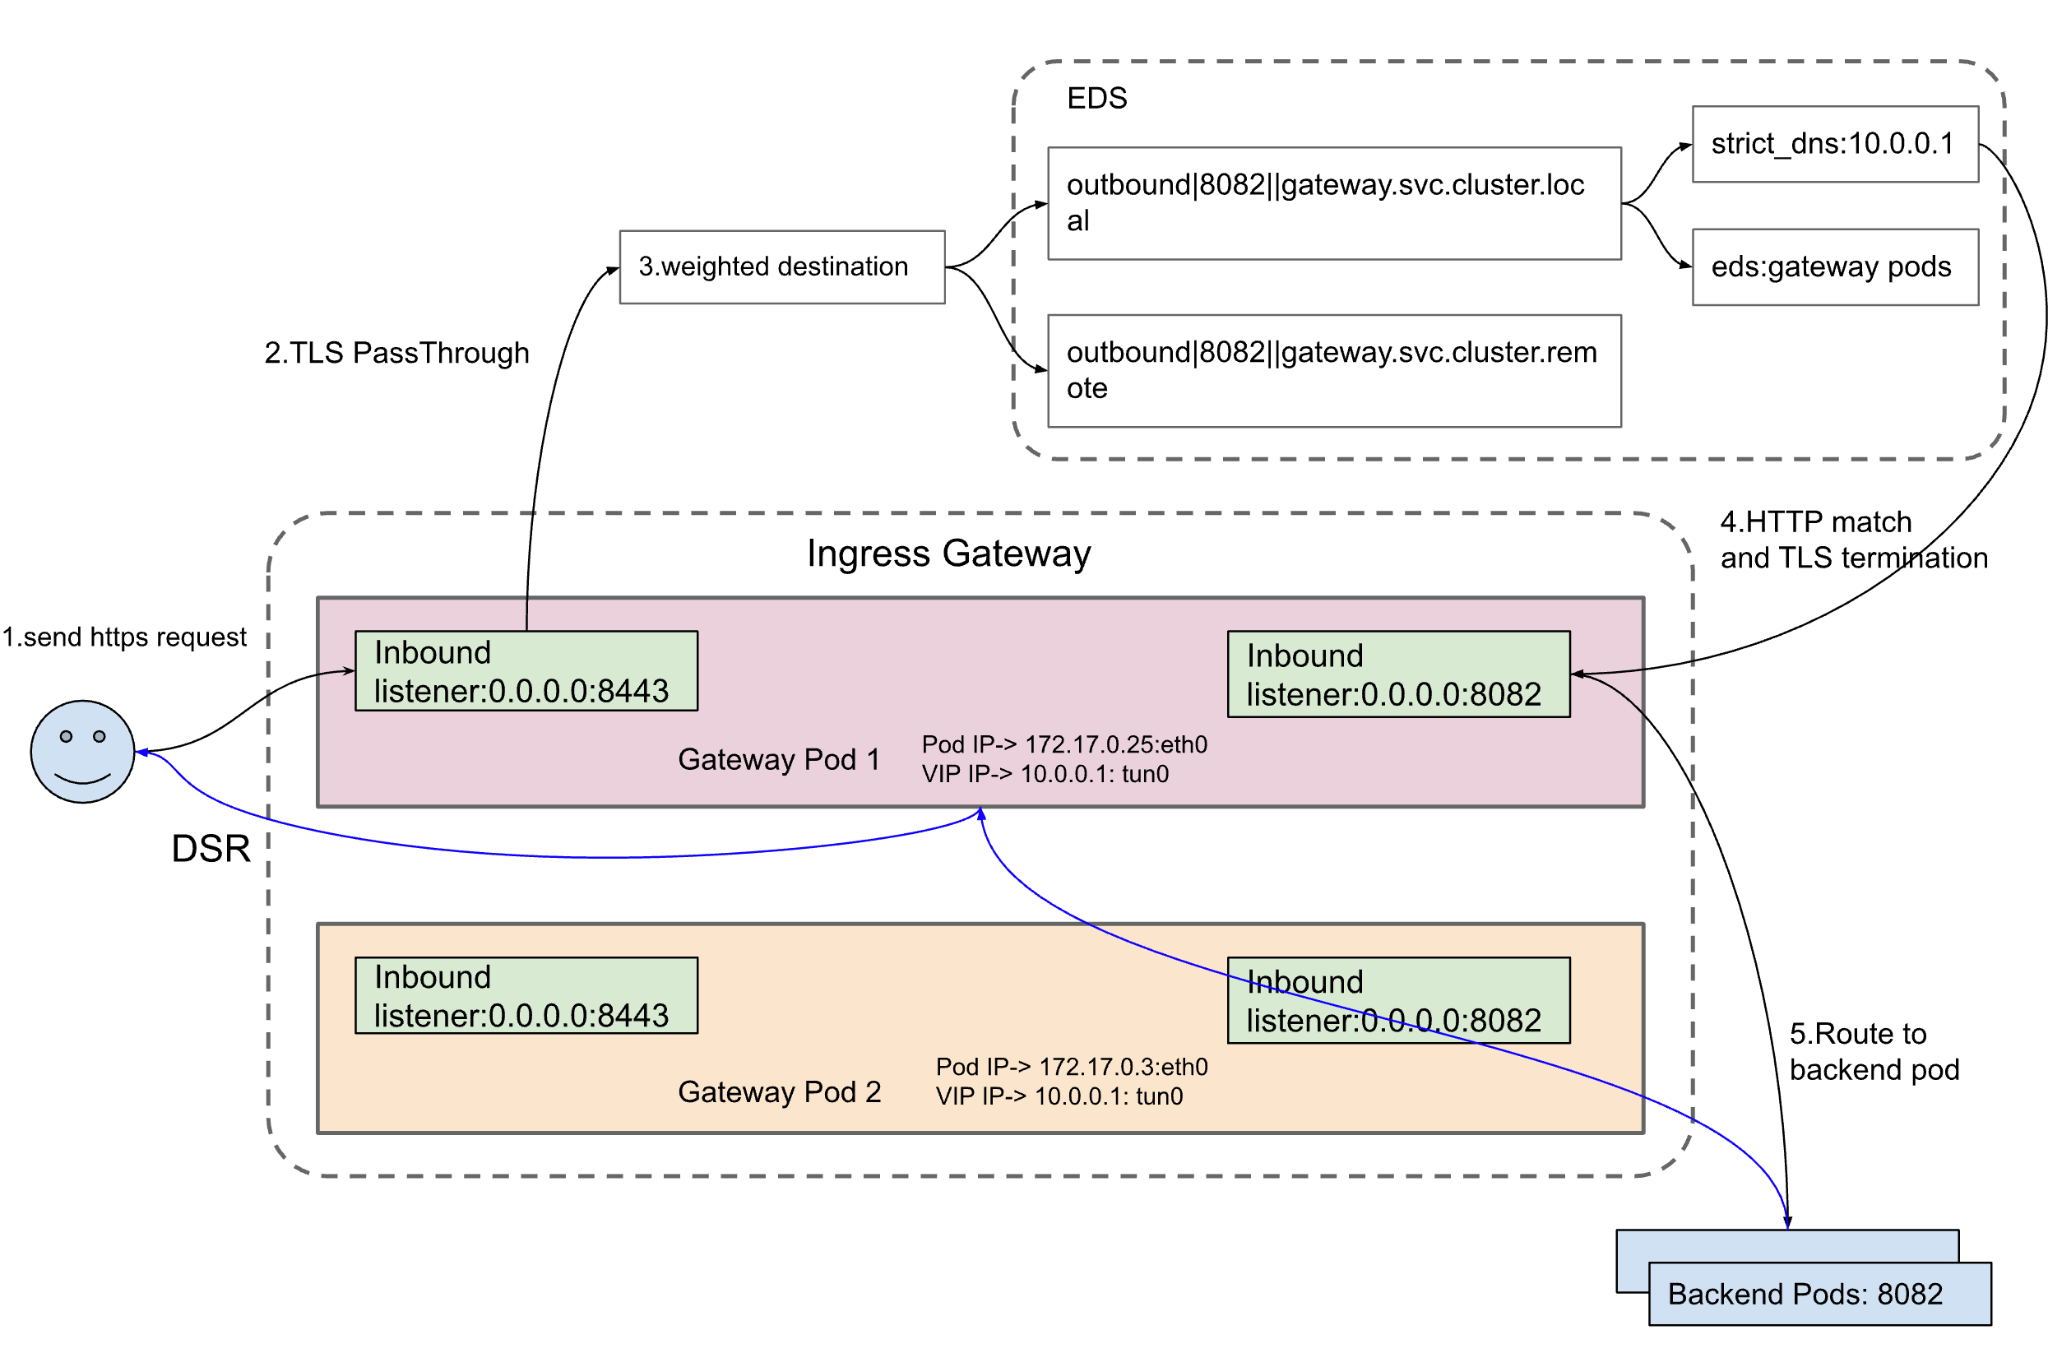 EDS
strict_dns:10.0.0.1
outbound|8082||gateway.svc.cluster.loc
al
3.weighted destination
eds:gateway pods
2.TLS PassThrough
outbound|8082||gateway.svc.cluster.rem
ote
4.HTTP match
and TLS termination
Ingress Gateway
1.send https request
Inbound
listener:0.0.0.0:8443
Inbound
listener:0.0.0.0:8082
Gateway Pod 1
Pod IP-> 172.17.0.25:eth0
VIP IP-> 10.0.0.1: tun0
DSR
Inbound
listener:0.0.0.0:8443
Inbound
listener:0.0.0.0:8082
Gateway Pod 2
Pod IP-> 172.17.0.3:eth0
VIP IP-> 10.0.0.1: tun0
5.Route to
backend pod
Backend Pods: 8082